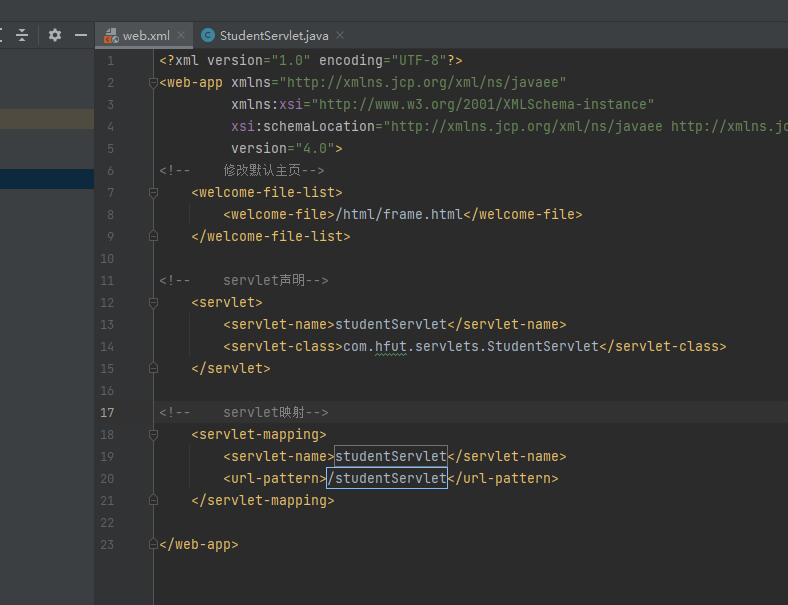 web.xml StudentServlet.java
1 <?xml version="1.0" encoding="UTF-8"?>
2 <web-app xmlns="http://xmlns.jcp.org/xml/ns/javaee"
3 xmlns:xsi="http://www.w3.org/2001/XMLSchema-instance"
4 xsi:schemaLocation="http://xmlns.jcp.org/xml/ns/javaee http://xmlns.jc
5 version="4.0">
6 <!-- 修改默认主页-->
7 <welcome-file-list>
8 <welcome-file>/html/frame.html</welcome-file>
9 </welcome-file-list>
10
11 <!-- servlet声明-->
12 <servlet>
13 <servlet-name>studentServlet</servlet-name>
14 <servlet-class>com.hfut.servlets.StudentServlet</servlet-class>
15 </servlet>
16
17 <!-- servlet映射-->
18 <servlet-mapping>
19 <servlet-name>studentServlet</servlet-name>
20 <url-pattern>/studentServlet</url-pattern>
21 </servlet-mapping>
22
23 </web-app>